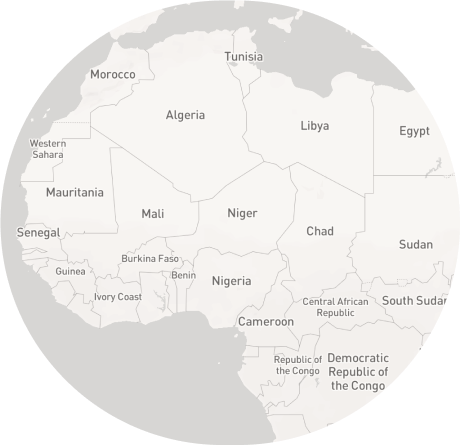 Tunisia
Morocco
Algeria
Libya
Egypt
Western
Sahara
Mauritania
Mali
Niger
Chad
Senegal
Sudan
Burkina Faso
Guinea
Benin
Nigeria
Ivory Coast
Central African
Republic
South Sudan
Cameroon
Republic of
the Congo
Democratic
Republic of
the Congo